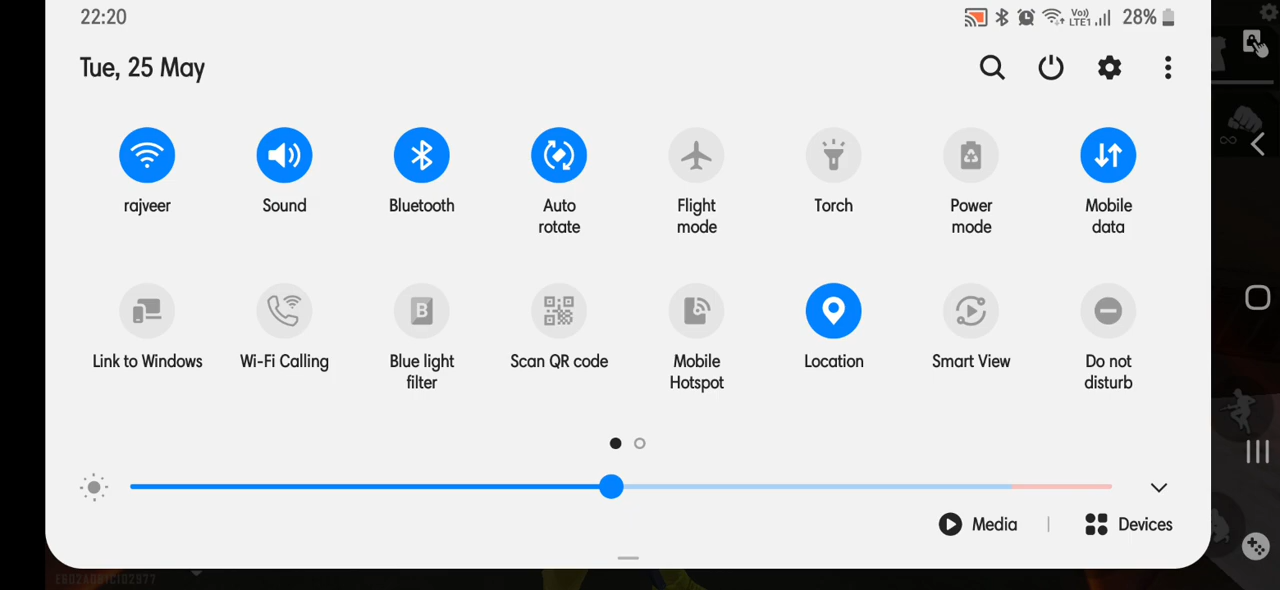 22:20
Vo))
LTE1
28%
Tue, 25 May
rajveer
Sound
Bluetooth
Auto
rotate
Flight
mode
Torch
Power
mode
Mobile
data
Link to Windows
Wi-Fi Calling
B
Blue light
filter
Scan QR code
Mobile
Hotspot
Location
Smart View
Do not
disturb
Media
Devices